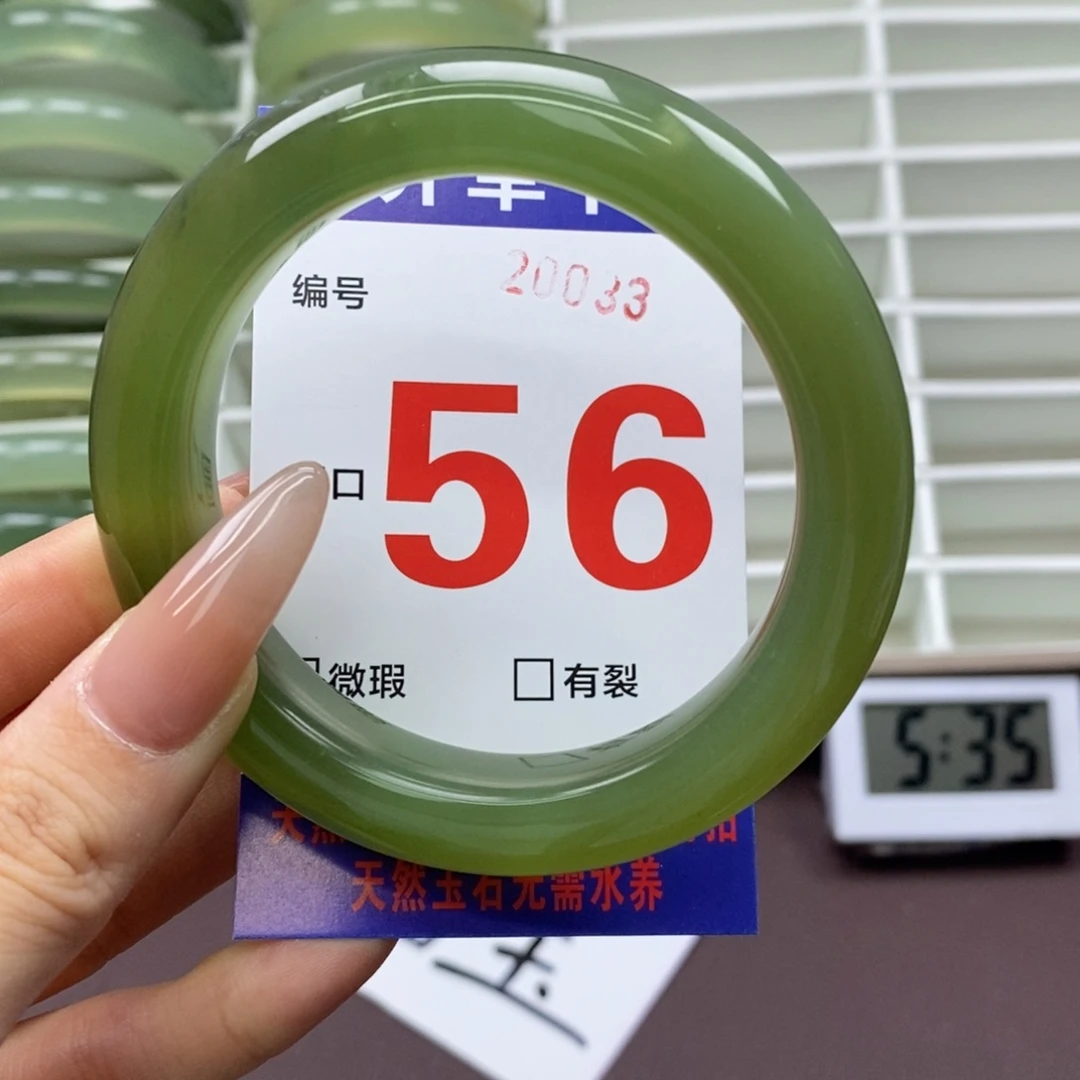 编号 20033
口 56
微瑕 □有裂
天然玉石无需水养
5:35
玉